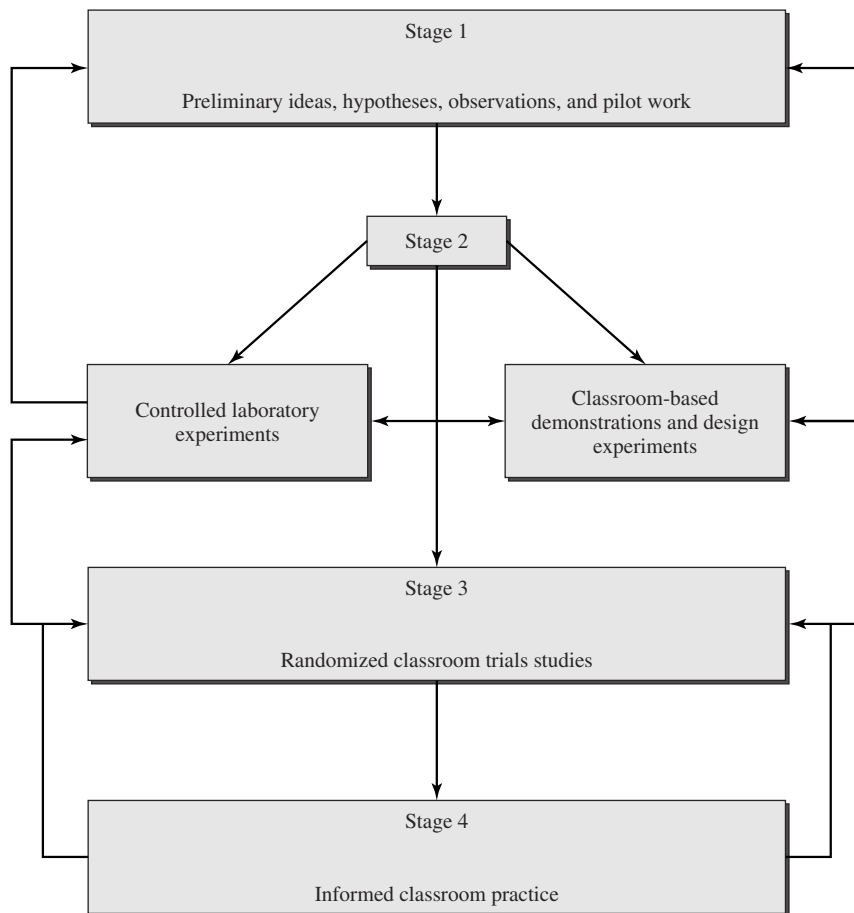 Stage 1
Preliminary ideas, hypotheses, observations, and pilot work
Stage 2
Controlled laboratory
experiments
Classroom-based
demonstrations and design
experiments
Stage 3
Randomized classroom trials studies
Stage 4
Informed classroom practice